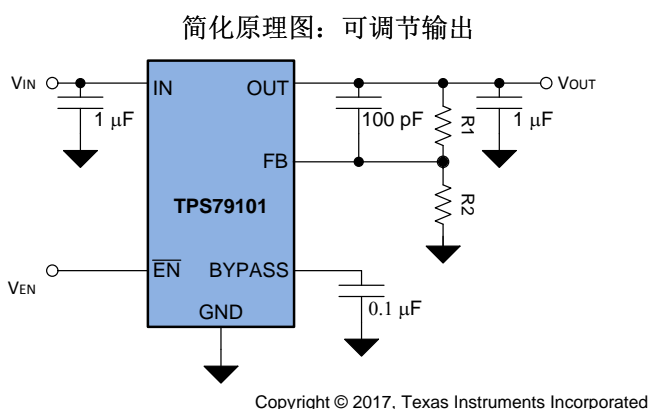 简化原理图：可调节输出
VIN
IN
OUT
VOUT
1 μF
100 pF
R1
1 μF
FB
R2
TPS79101
VEN
EN
BYPASS
0.1 μF
GND
Copyright © 2017, Texas Instruments Incorporated